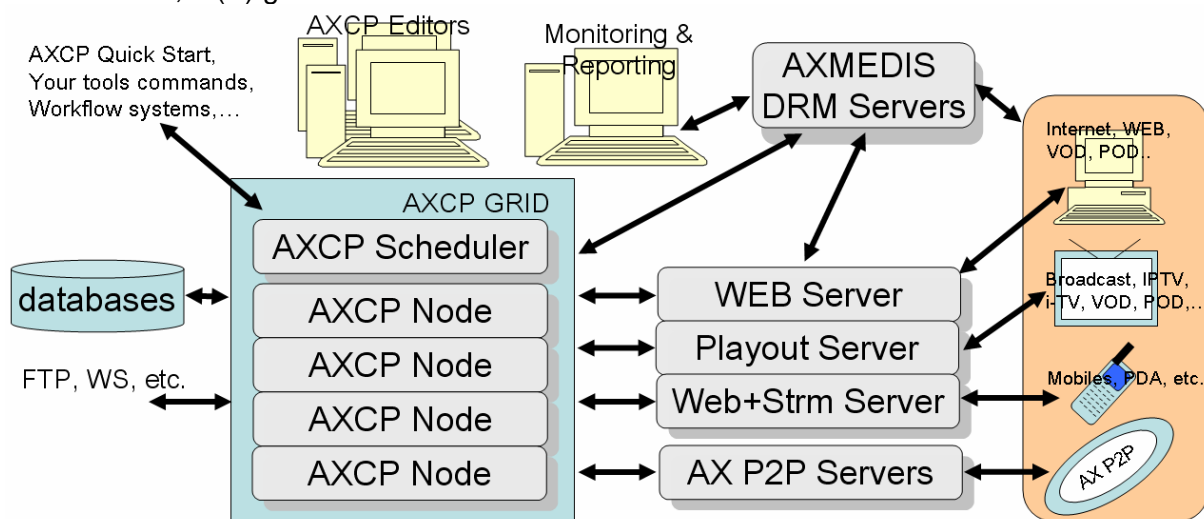 AXCP Editors
Monitoring &
Reporting
AXCP Quick Start,
Your tools commands,
Workflow systems,…
AXMEDIS
DRM Servers
Internet, WEB,
VOD, POD..
AXCP GRID
AXCP Scheduler
databases
AXCP Node
AXCP Node
AXCP Node
AXCP Node
FTP, WS, etc.
WEB Server
Playout Server
Web+Strm Server
AX P2P Servers
Broadcast, IPTV,
i-TV, VOD, POD,..
Mobiles, PDA, etc.
AX P2P